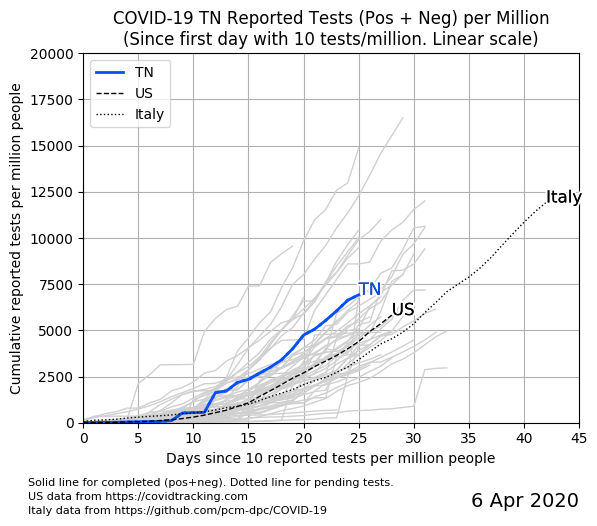 COVID-19 TN Reported Tests (Pos + Neg) per Million
(Since first day with 10 tests/million. Linear scale)
Cumulative reported tests per million people
20000
17500
15000
12500
10000
7500
5000
2500
0
TN
US
Italy
Italy
TN
US
0 5 10 15 20 25 30 35 40 45
Days since 10 reported tests per million people
Solid line for completed (pos+neg). Dotted line for pending tests.
US data from https://covidtracking.com
Italy data from https://github.com/pcm-dpc/COVID-19
6 Apr 2020